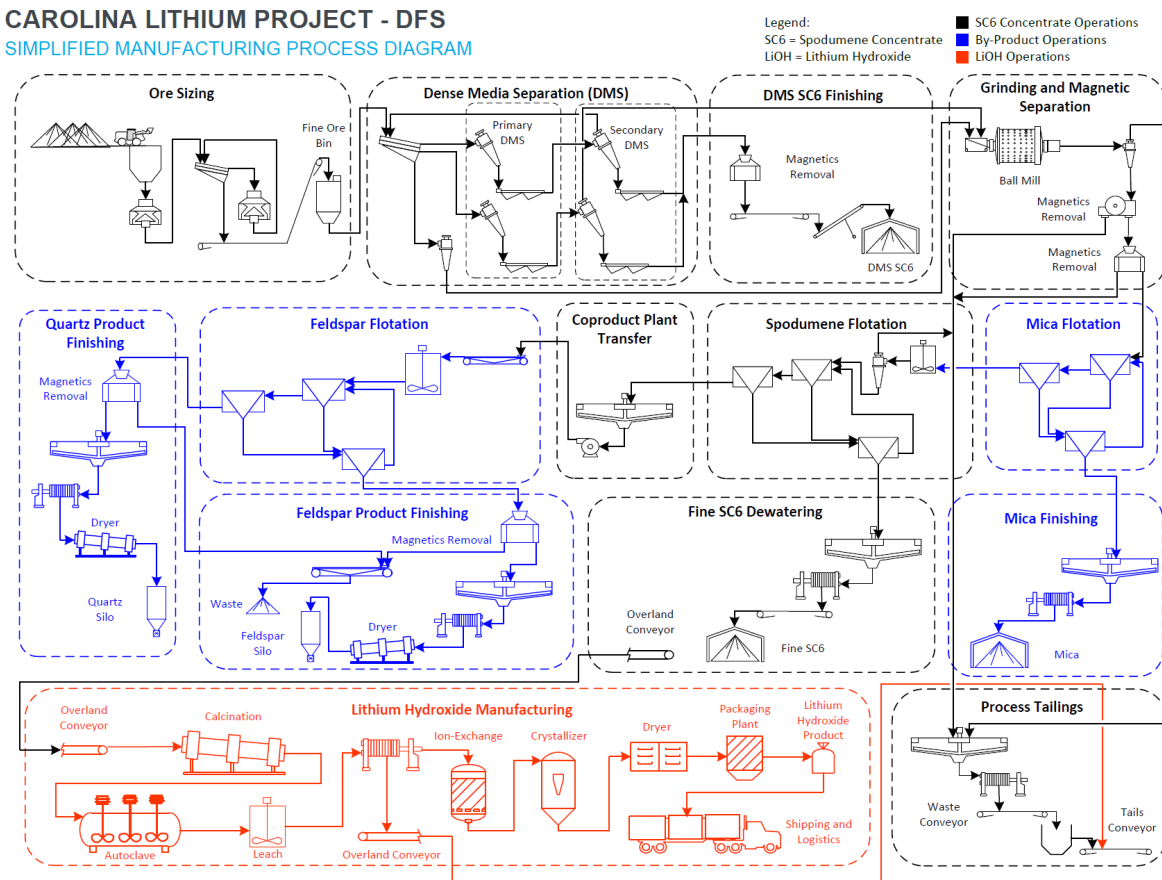 CAROLINA LITHIUM PROJECT - DFS
SIMPLIFIED MANUFACTURING PROCESS DIAGRAM
Legend:
SC6 = Spodumene Concentrate
LiOH = Lithium Hydroxide
SC6 Concentrate Operations
By-Product Operations
LiOH Operations
Ore Sizing
Fine Ore
Bin
Dense Media Separation (DMS)
Primary
DMS
Secondary
DMS
DMS SC6 Finishing
Magnetics
Removal
DMS SC6
Grinding and Magnetic
Separation
Ball Mill
Magnetics
Removal
Magnetics
Removal
Quartz Product
Finishing
Magnetics
Removal
Dryer
Quartz
Silo
Feldspar Flotation
Coproduct Plant
Transfer
Spodumene Flotation
Mica Flotation
Feldspar Product Finishing
Magnetics Removal
Waste
Feldspar
Silo
Dryer
Fine SC6 Dewatering
Overland
Conveyor
Fine SC6
Mica Finishing
Mica
Lithium Hydroxide Manufacturing
Overland
Conveyor
Calcination
Ion-Exchange
Crystallizer
Dryer
Packaging
Plant
Lithium
Hydroxide
Product
Autoclave
Leach
Overland Conveyor
Shipping and
Logistics
Process Tailings
Waste
Conveyor
Tails
Conveyor